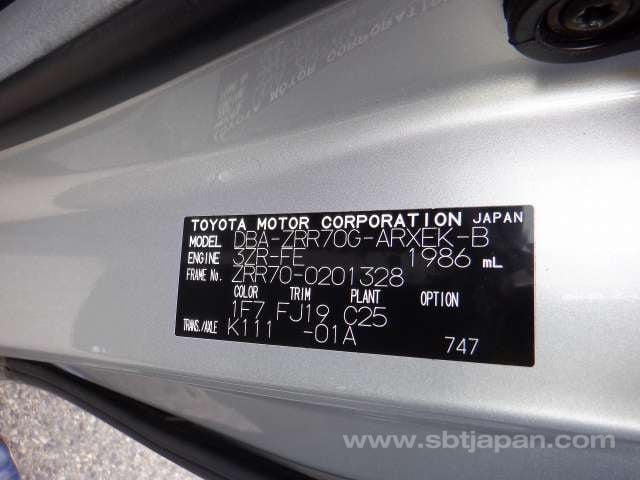 TOYOTA MOTOR CORPORATION JAPAN
MODEL DBA-ZRR70G-ARXEK-B
ENGINE 3ZR-FE 1986 mL
FRAME No. ZRR70-0201328
COLOR TRIM PLANT OPTION
1F7 FJ19 C25
TRANS./AXLE K111 -01A
747
www.sbtjapan.com